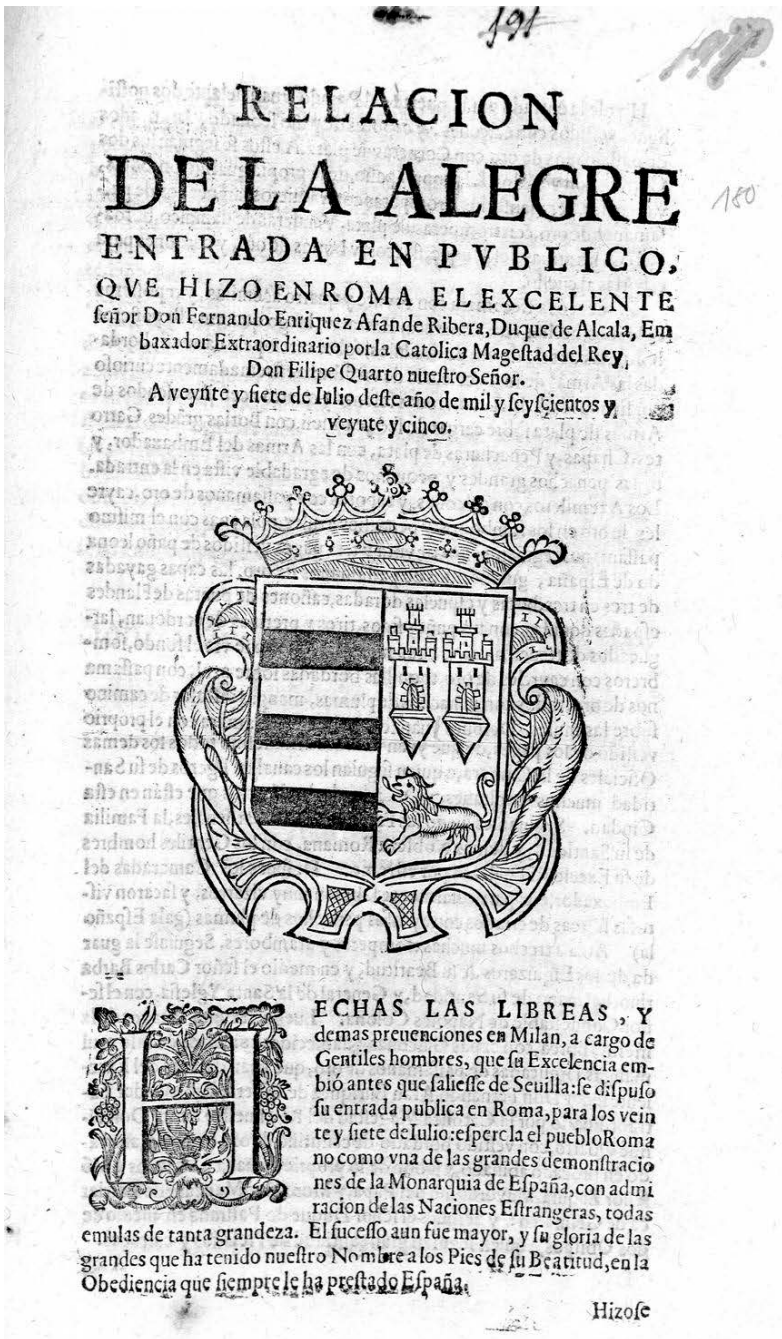 191
180
RELACION
DE LA ALEGRE
ENTRADA EN PVBLICO,
QVE HIZO EN ROMA EL EXCELENTE
ſeñor Don Fernando Enriquez Afan de Ribera, Duque de Alcala, Em
baxador Extraordinario por la Catolica Mageſtad del Rey,
Don Filipe Quarto nueſtro Señor.
A veynte y ſiete de Iulio deſte año de mil y ſeyſcientos y
veynte y cinco.
HECHAS LAS LIBREAS, Y
demas preuenciones en Milan, a cargo de
Gentiles hombres, que ſu Excelencia em-
bió antes que ſalieſſe de Seuilla: ſe diſpuſo
ſu entrada publica en Roma, para los vein
te y ſiete de Iulio: eſperc la el pueblo Roma
no como vna de las grandes demonſtracio
nes de la Monarquia de Eſpaña, con admi
racion de las Naciones Eſtrangeras, todas
emulas de tanta grandeza. El ſuceſſo aun fue mayor, y ſu gloria de las
grandes que ha tenido nueſtro Nombre a los Pies de ſu Beatitud, en la
Obediencia que ſiempre le ha preſtado Eſpaña.
Hizoſe